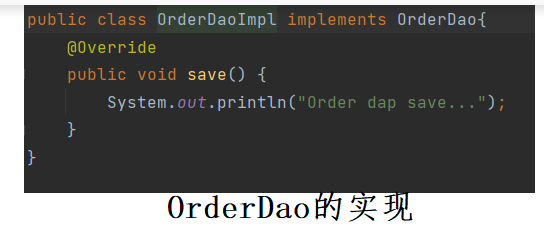 public class OrderDaoImpl implements OrderDao{
@Override
public void save() {
System.out.println("Order dap save...");
}
}
OrderDao的实现